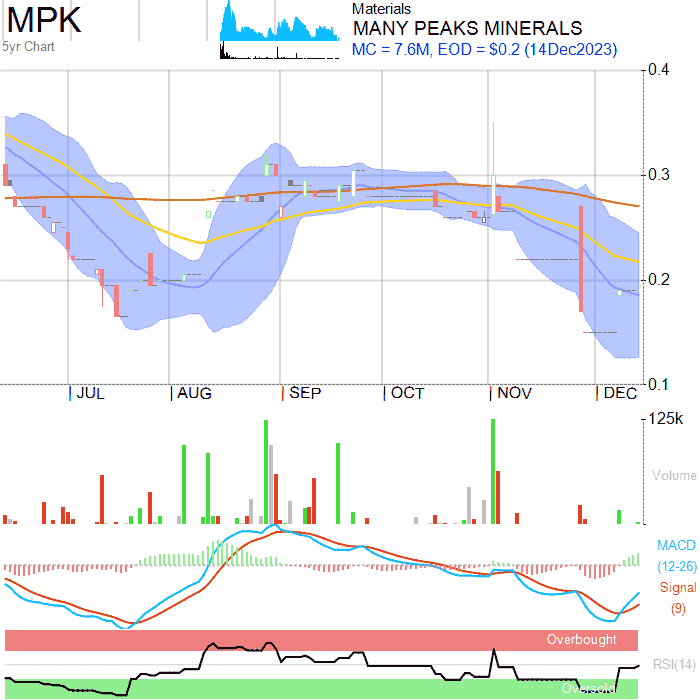 MPK
5yr Chart
Materials
MANY PEAKS MINERALS
MC = 7.6M, EOD = $0.2 (14Dec2023)
0.4
0.3
0.2
0.1
JUL AUG SEP OCT NOV DEC
125k
Volume
MACD
(12-26)
Signal
(9)
Overbought
RSI(14)
Oversold